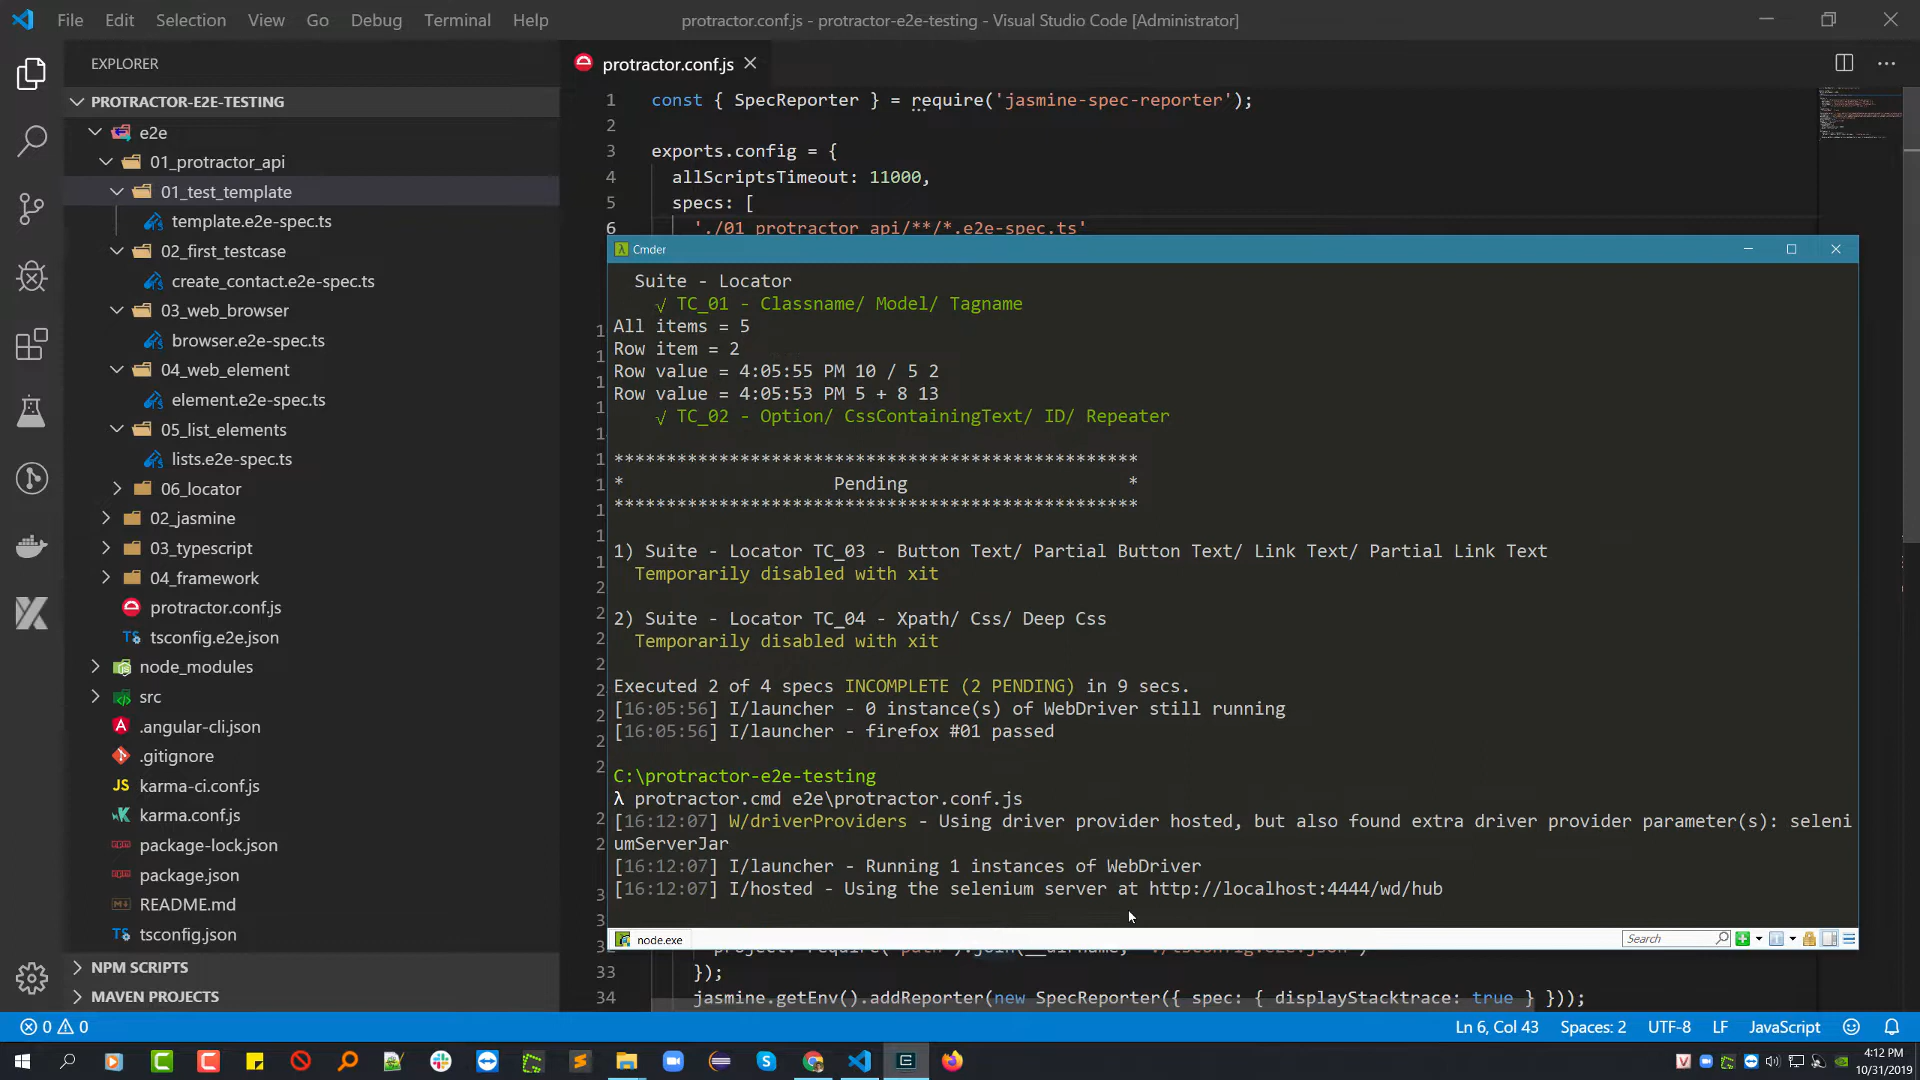 File Edit Selection View Go Debug Terminal Help
protractor.conf.js - protractor-e2e-testing - Visual Studio Code [Administrator]
EXPLORER
PROTRACTOR-E2E-TESTING
e2e
01_protractor_api
01_test_template
template.e2e-spec.ts
02_first_testcase
create_contact.e2e-spec.ts
03_web_browser
browser.e2e-spec.ts
04_web_element
element.e2e-spec.ts
05_list_elements
lists.e2e-spec.ts
06_locator
02_jasmine
03_typescript
04_framework
protractor.conf.js
tsconfig.e2e.json
node_modules
src
.angular-cli.json
.gitignore
karma-ci.conf.js
karma.conf.js
package-lock.json
package.json
README.md
tsconfig.json
NPM SCRIPTS
MAVEN PROJECTS
protractor.conf.js
1 const { SpecReporter } = require('jasmine-spec-reporter');
2
3 exports.config = {
4 allScriptsTimeout: 11000,
5 specs: [
6 './01_protractor_api/**/*.e2e-spec.ts'
Cmder
Suite - Locator
√ TC_01 - Classname/ Model/ Tagname
All items = 5
Row item = 2
Row value = 4:05:55 PM 10 / 5 2
Row value = 4:05:53 PM 5 + 8 13
√ TC_02 - Option/ CssContainingText/ ID/ Repeater
**************************************************
* Pending *
**************************************************
1) Suite - Locator TC_03 - Button Text/ Partial Button Text/ Link Text/ Partial Link Text
Temporarily disabled with xit
2) Suite - Locator TC_04 - Xpath/ Css/ Deep Css
Temporarily disabled with xit
Executed 2 of 4 specs INCOMPLETE (2 PENDING) in 9 secs.
[16:05:56] I/launcher - 0 instance(s) of WebDriver still running
[16:05:56] I/launcher - firefox #01 passed
C:\protractor-e2e-testing
λ protractor.cmd e2e\protractor.conf.js
[16:12:07] W/driverProviders - Using driver provider hosted, but also found extra driver provider parameter(s): seleni
umServerJar
[16:12:07] I/launcher - Running 1 instances of WebDriver
[16:12:07] I/hosted - Using the selenium server at http://localhost:4444/wd/hub
node.exe
Search
33 });
34 jasmine.getEnv().addReporter(new SpecReporter({ spec: { displayStacktrace: true } }));
0 0
Ln 6, Col 43 Spaces: 2 UTF-8 LF JavaScript
4:12 PM
10/31/2019